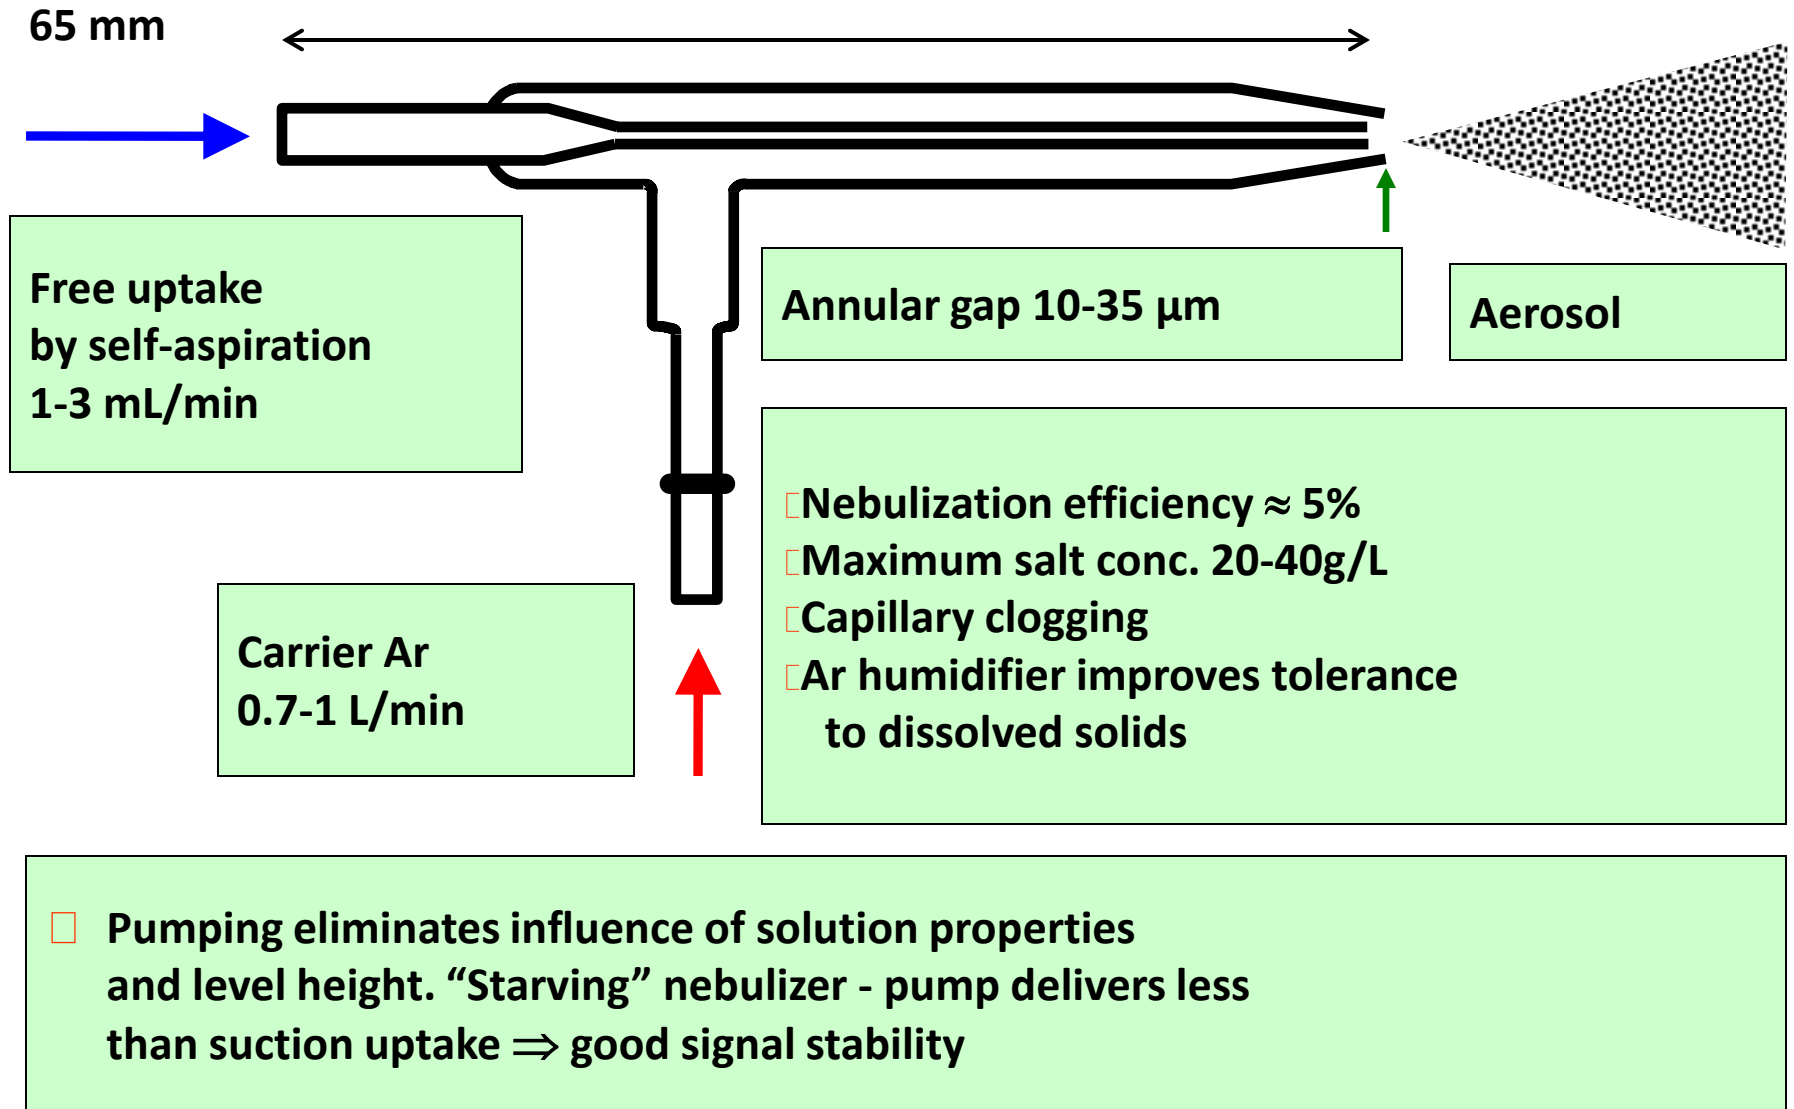 65 mm
Free uptake
by self-aspiration
1-3 mL/min
Annular gap 10-35 µm
Aerosol
Nebulization efficiency ≈ 5%
Maximum salt conc. 20-40g/L
Capillary clogging
Ar humidifier improves tolerance
to dissolved solids
Carrier Ar
0.7-1 L/min
Pumping eliminates influence of solution properties
and level height. “Starving” nebulizer - pump delivers less
than suction uptake ⇒ good signal stability